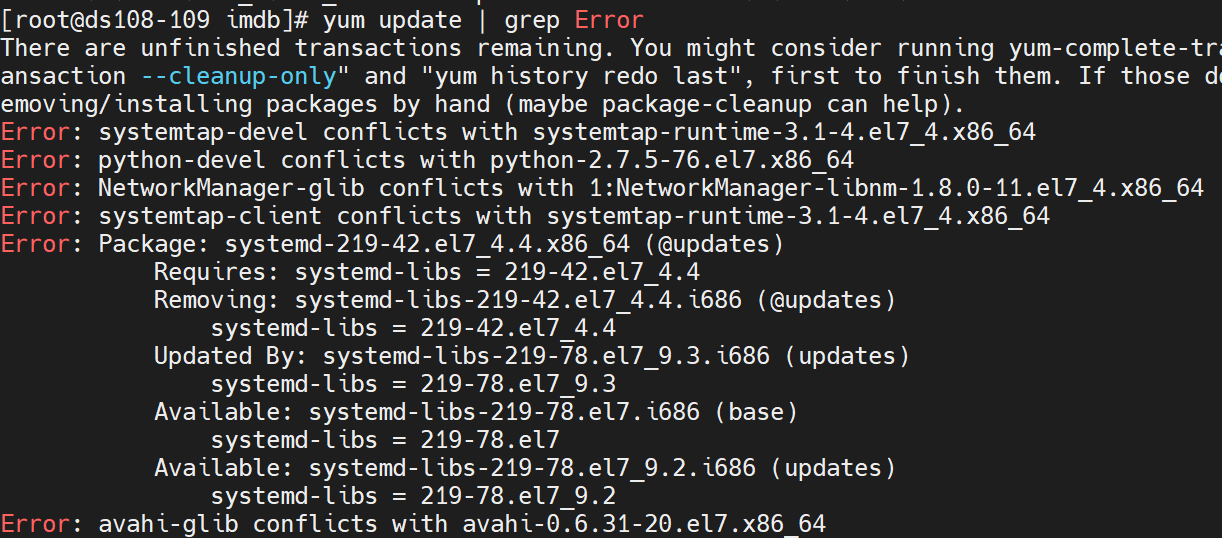 [root@ds108-109 imdb]# yum update | grep Error
There are unfinished transactions remaining. You might consider running
ansaction --cleanup-only" and "yum history redo last", first to finish them. If those
emoving/installing packages by hand (maybe package-cleanup can help).
Error: systemtap-devel conflicts with systemtap-runtime-3.1-4.el7_4.x86_64
Error: python-devel conflicts with python-2.7.5-76.el7.x86_64
Error: NetworkManager-glib conflicts with 1:NetworkManager-libnm-1.8.0-11.el7_4.x86_64
Error: systemtap-client conflicts with systemtap-runtime-3.1-4.el7_4.x86_64
Error: Package: systemd-219-42.el7_4.4.x86_64 (@updates)
Requires: systemd-libs = 219-42.el7_4.4
Removing: systemd-libs-219-42.el7_4.4.i686 (@updates)
systemd-libs = 219-42.el7_4.4
Updated By: systemd-libs-219-78.el7_9.3.i686 (updates)
systemd-libs = 219-78.el7_9.3
Available: systemd-libs-219-78.el7.i686 (base)
systemd-libs = 219-78.el7
Available: systemd-libs-219-78.el7_9.2.i686 (updates)
systemd-libs = 219-78.el7_9.2
Error: avahi-glib conflicts with avahi-0.6.31-20.el7.x86_64